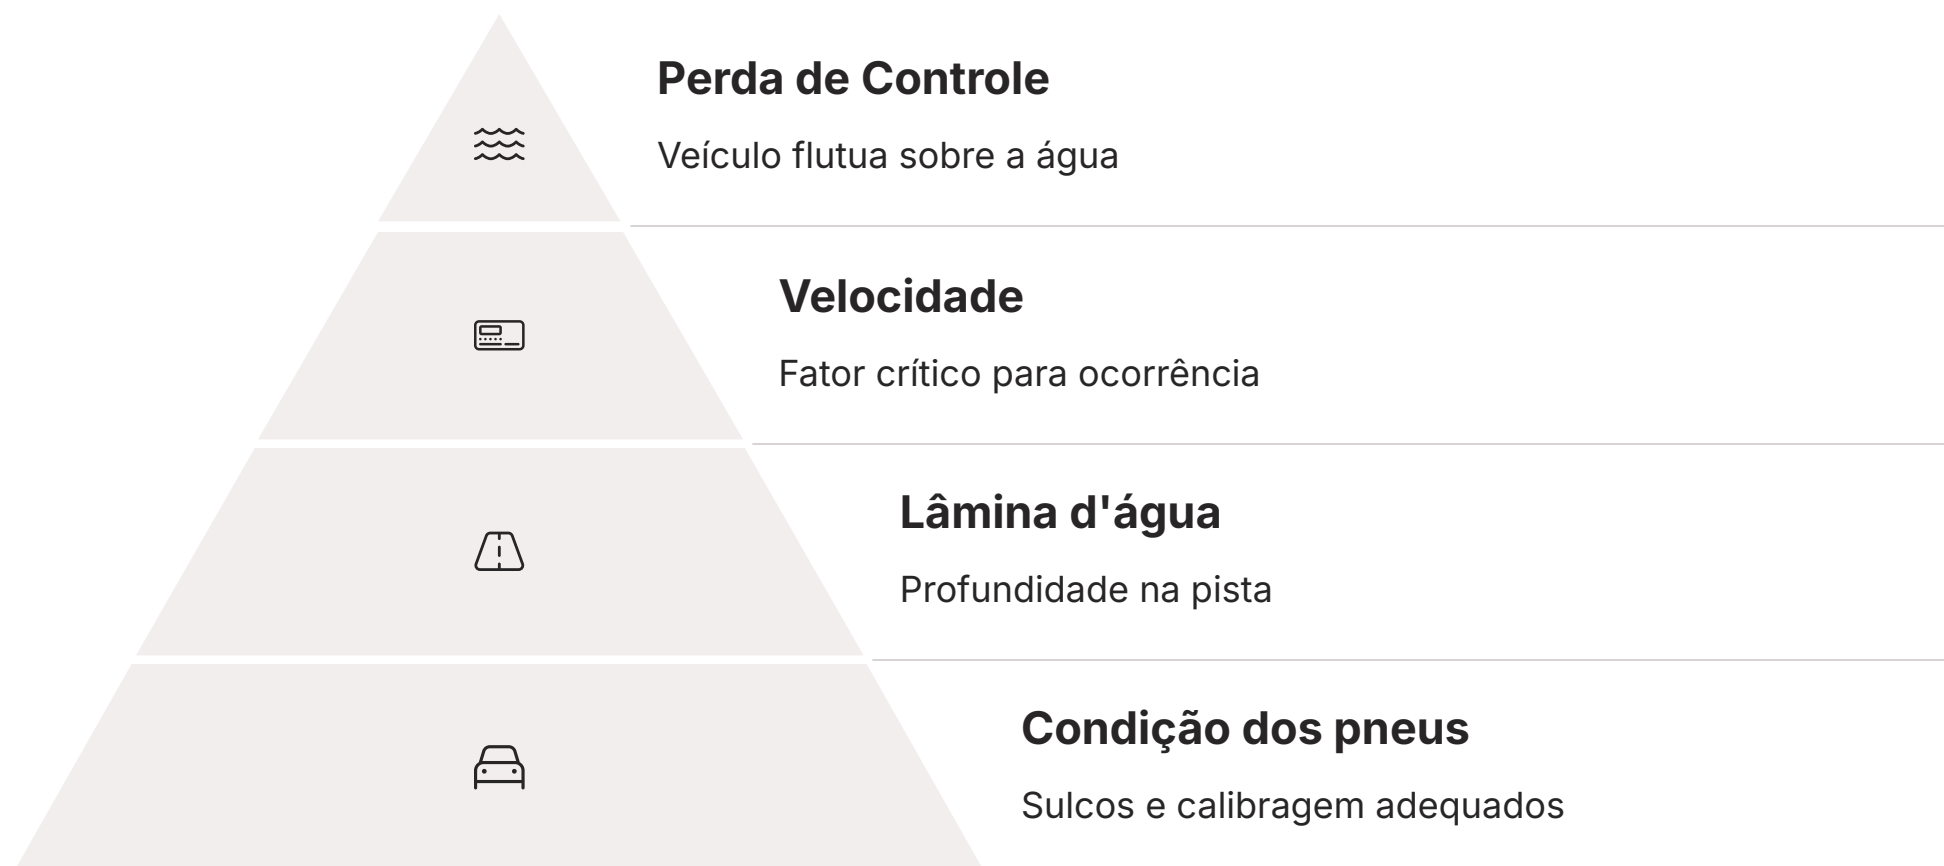 Perda de Controle
Veículo flutua sobre a água
Velocidade
Fator crítico para ocorrência
Lâmina d'água
Profundidade na pista
Condição dos pneus
Sulcos e calibragem adequados